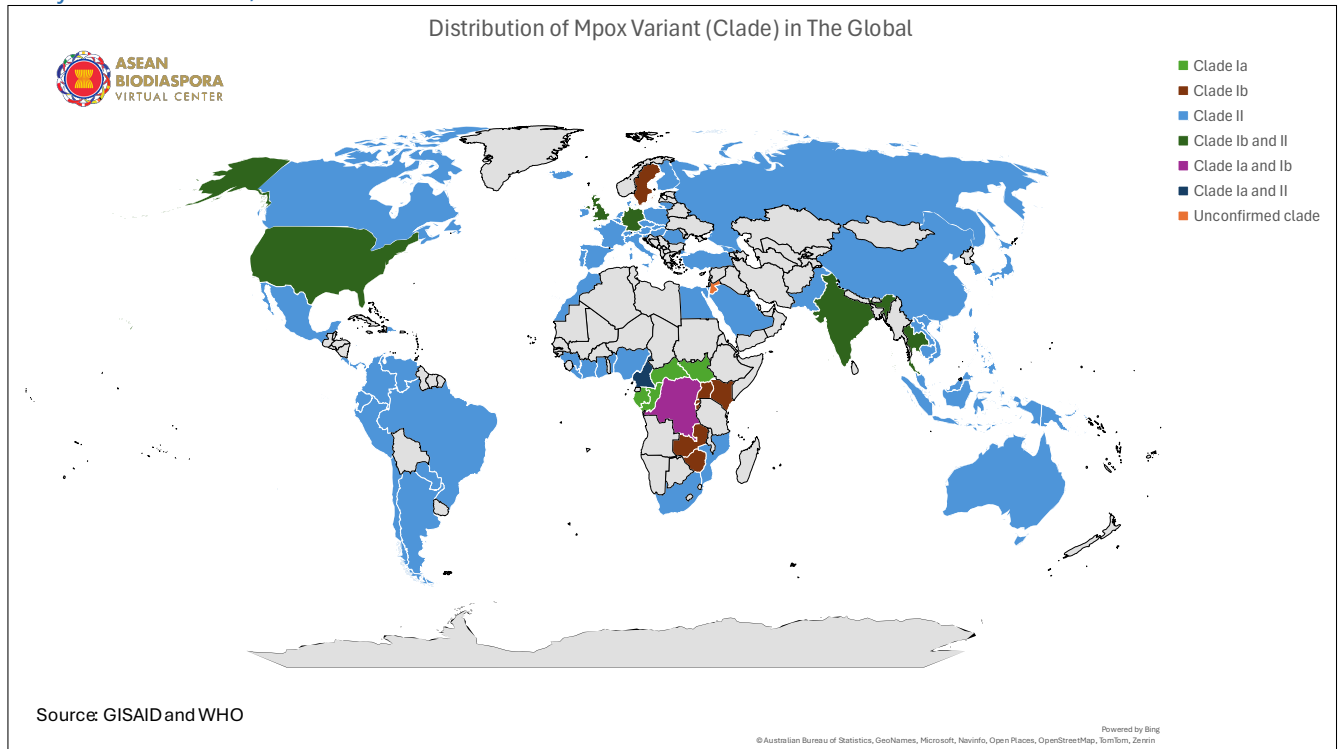 Distribution of Mpox Variant (Clade) in The Global
ASEAN
BIODIASPORA
VIRTUAL CENTER
Clade Ia
Clade Ib
Clade II
Clade Ib and II
Clade Ia and Ib
Clade Ia and II
Unconfirmed clade
Source: GISAID and WHO
Powered by Bing
© Australian Bureau of Statistics, GeoNames, Microsoft, Navinfo, Open Places, OpenStreetMap, TomTom, Zenrin